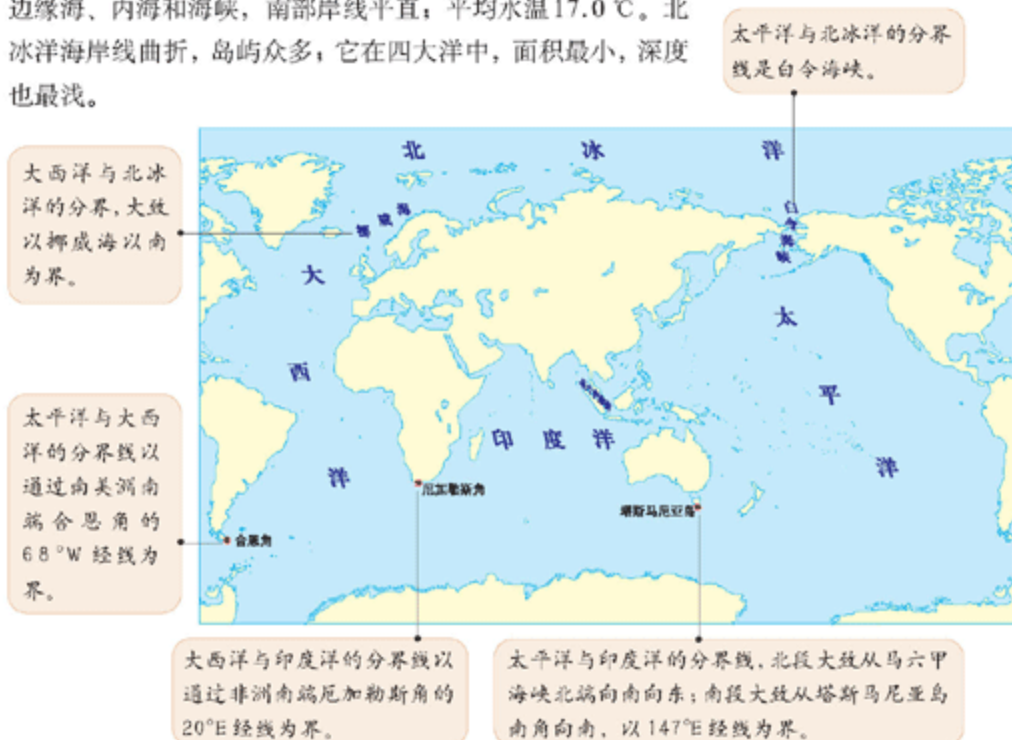 边缘海、内海和海峡，南部岸线平直；平均水温17.0 ℃。北
冰洋海岸线曲折，岛屿众多；它在四大洋中，面积最小，深度
也最浅。
太平洋与北冰洋的分界
线是白令海峡。
大西洋与北冰
洋的分界，大致
以挪威海以南
为界。
北 冰 洋
挪 威 海
白令海峡
大
西
洋
太
平
洋
印 度 洋
太平洋与大西
洋的分界线以
通过南美洲南
端合恩角的
68°W 经线为
界。
厄加勒斯角
塔斯马尼亚岛
合恩角
大西洋与印度洋的分界线以
通过非洲南端厄加勒斯角的
20°E经线为界。
太平洋与印度洋的分界线，北段大致从马六甲
海峡北端向南向东；南段大致从塔斯马尼亚岛
南角向南，以147°E经线为界。